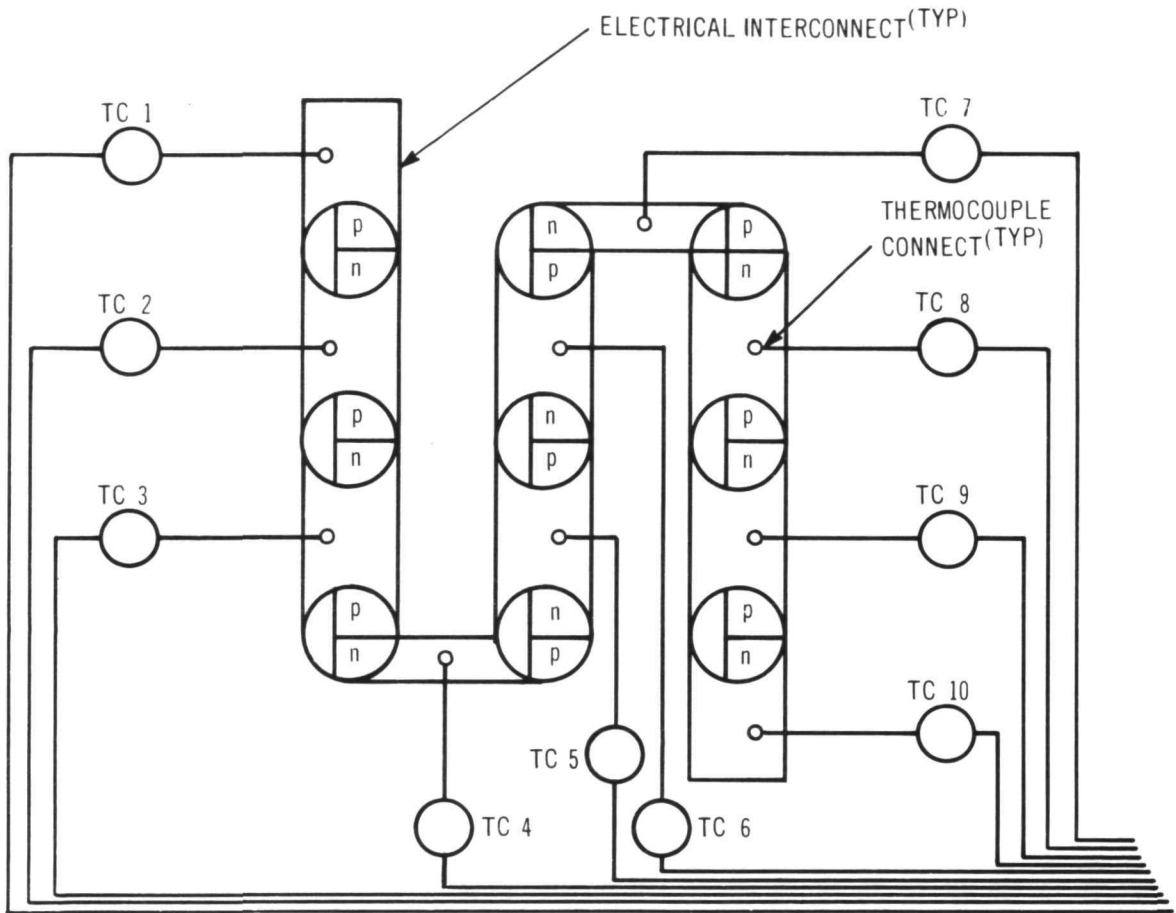 ELECTRICAL INTERCONNECT(TYP)
TC 1
TC 7
p
n
n
p
p
n
THERMOCOUPLE
CONNECT(TYP)
TC 2
TC 8
p
n
n
p
p
n
TC 3
TC 9
p
n
n
p
p
n
TC 10
TC 5
TC 4
TC 6